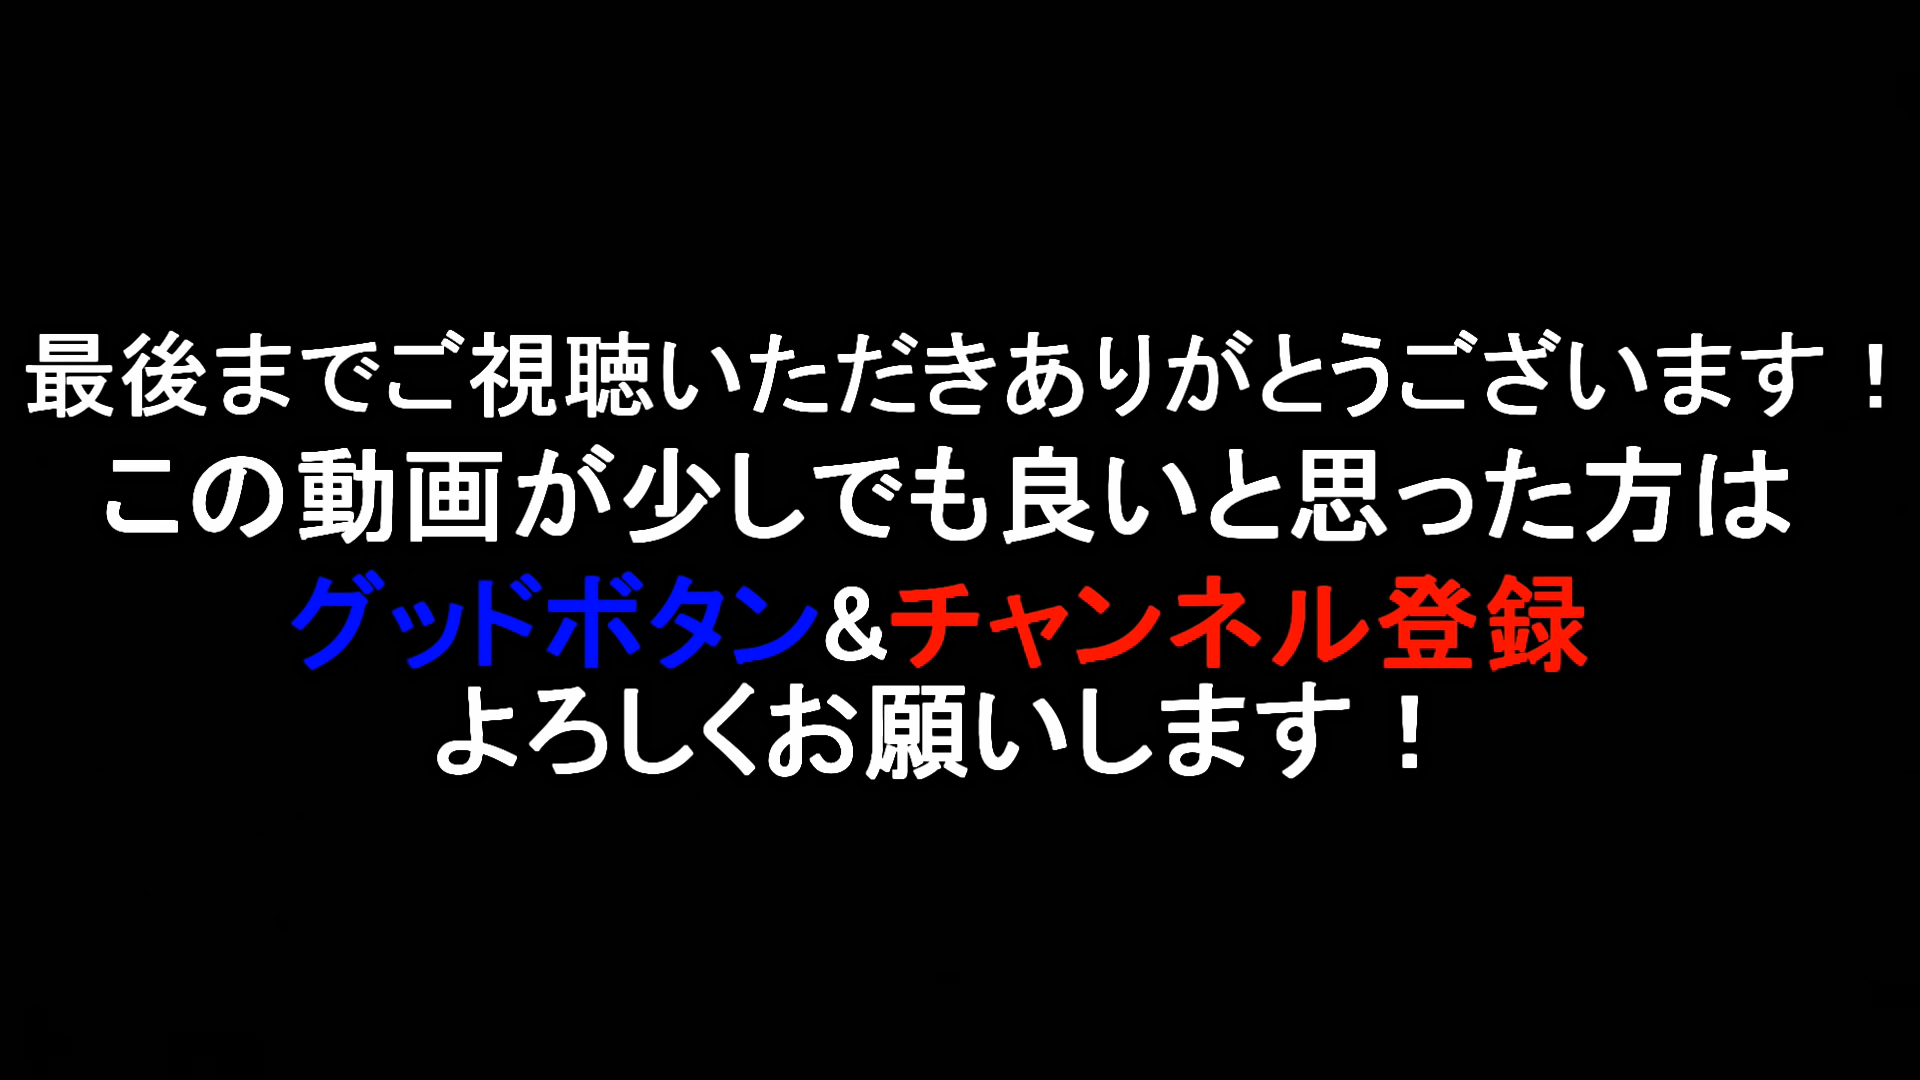 最後までご視聴いただきありがとうございます！
この動画が少しでも良いと思った方は
グッドボタン&チャンネル登録
よろしくお願いします！